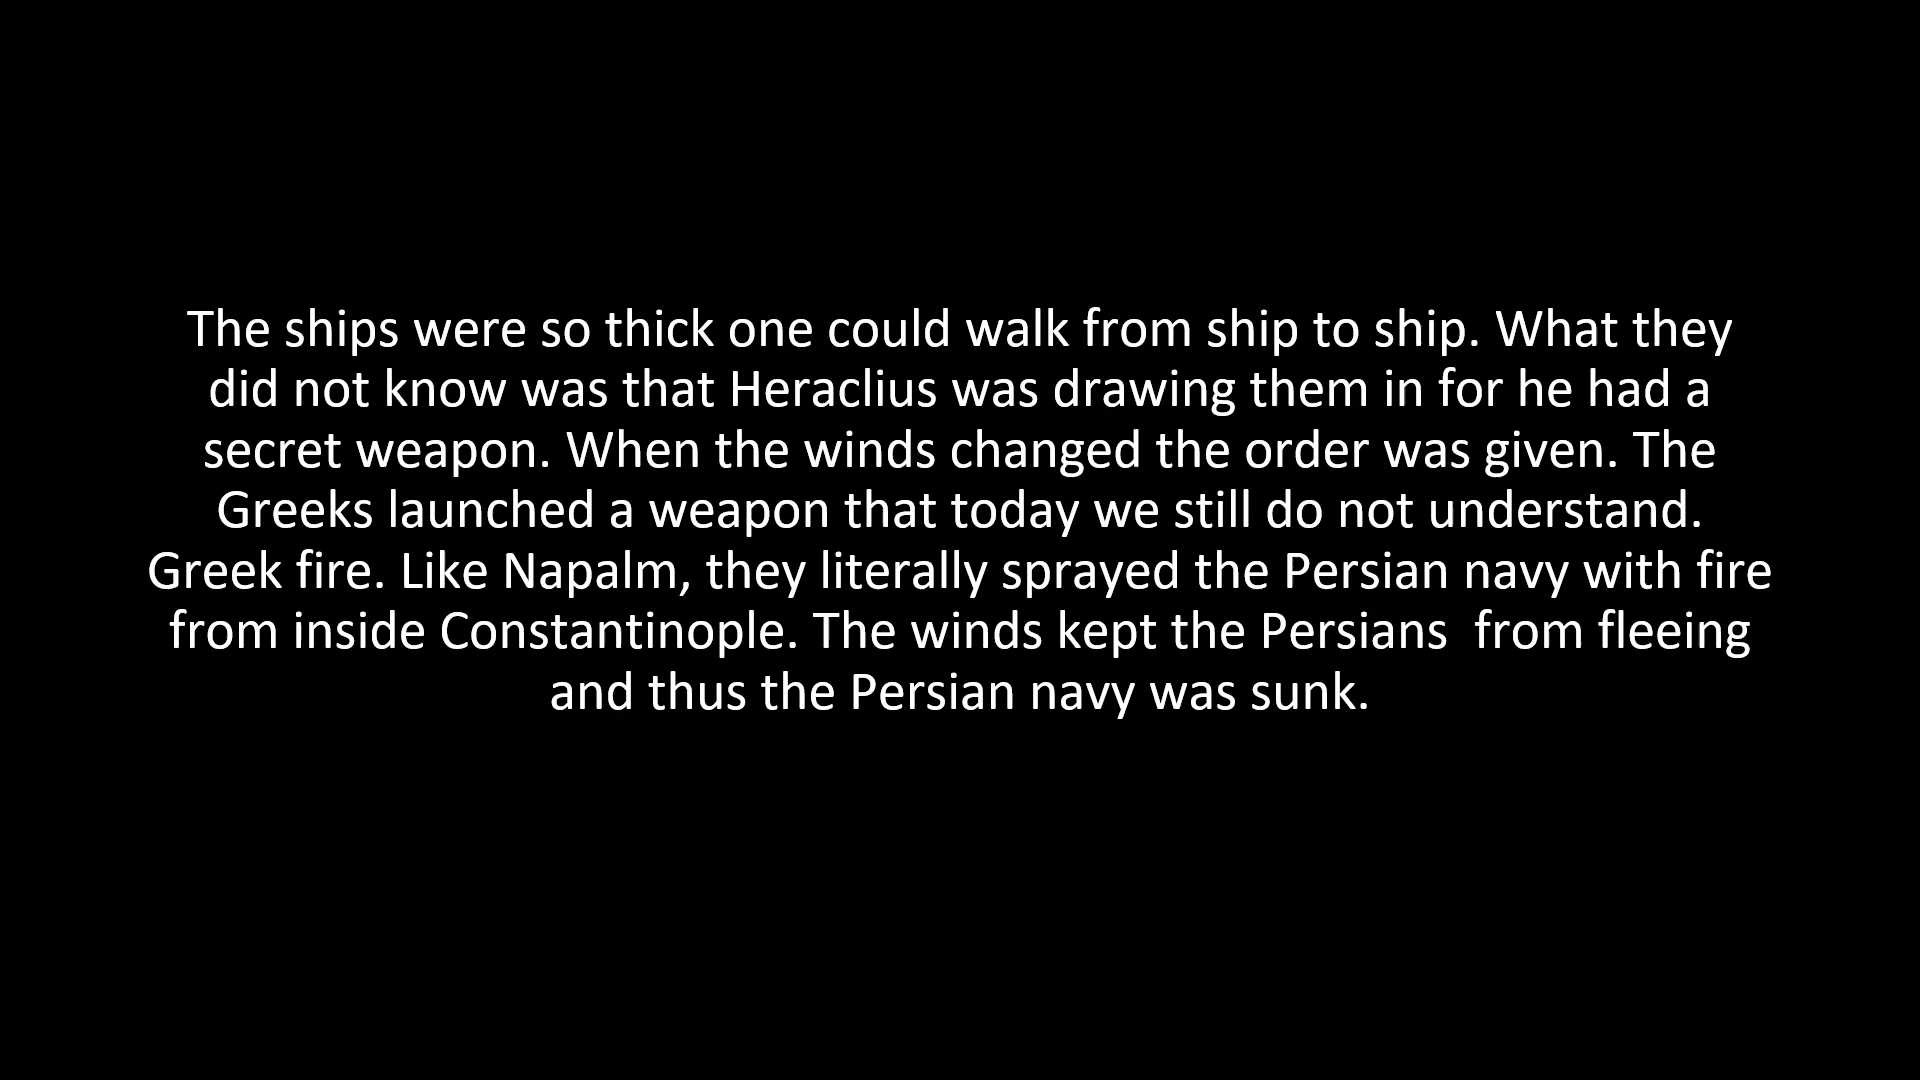 The ships were so thick one could walk from ship to ship. What they
did not know was that Heraclius was drawing them in for he had a
secret weapon. When the winds changed the order was given. The
Greeks launched a weapon that today we still do not understand.
Greek fire. Like Napalm, they literally sprayed the Persian navy with fire
from inside Constantinople. The winds kept the Persians  from fleeing
and thus the Persian navy was sunk.